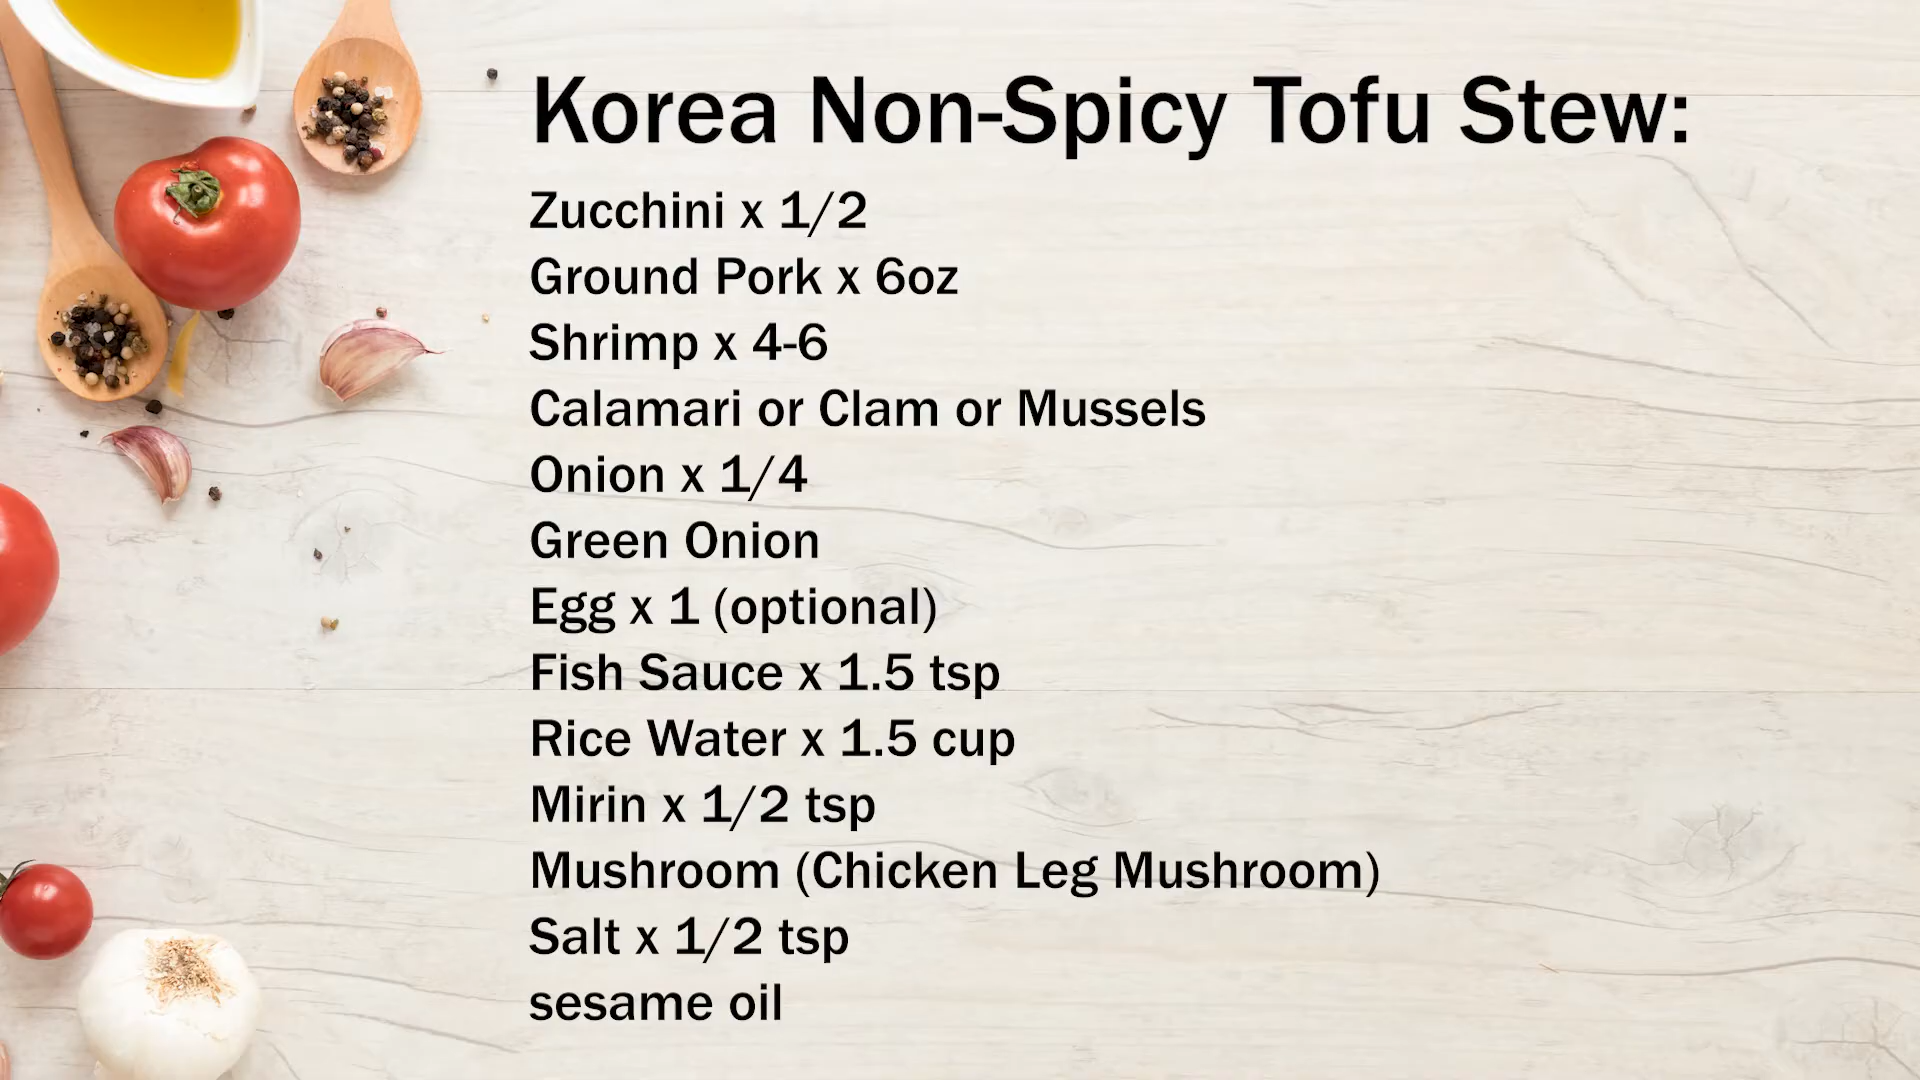 Korea Non-Spicy Tofu Stew:
Zucchini x 1/2
Ground Pork x 6oz
Shrimp x 4-6
Calamari or Clam or Mussels
Onion x 1/4
Green Onion
Egg x 1 (optional)
Fish Sauce x 1.5 tsp
Rice Water x 1.5 cup
Mirin x 1/2 tsp
Mushroom (Chicken Leg Mushroom)
Salt x 1/2 tsp
sesame oil